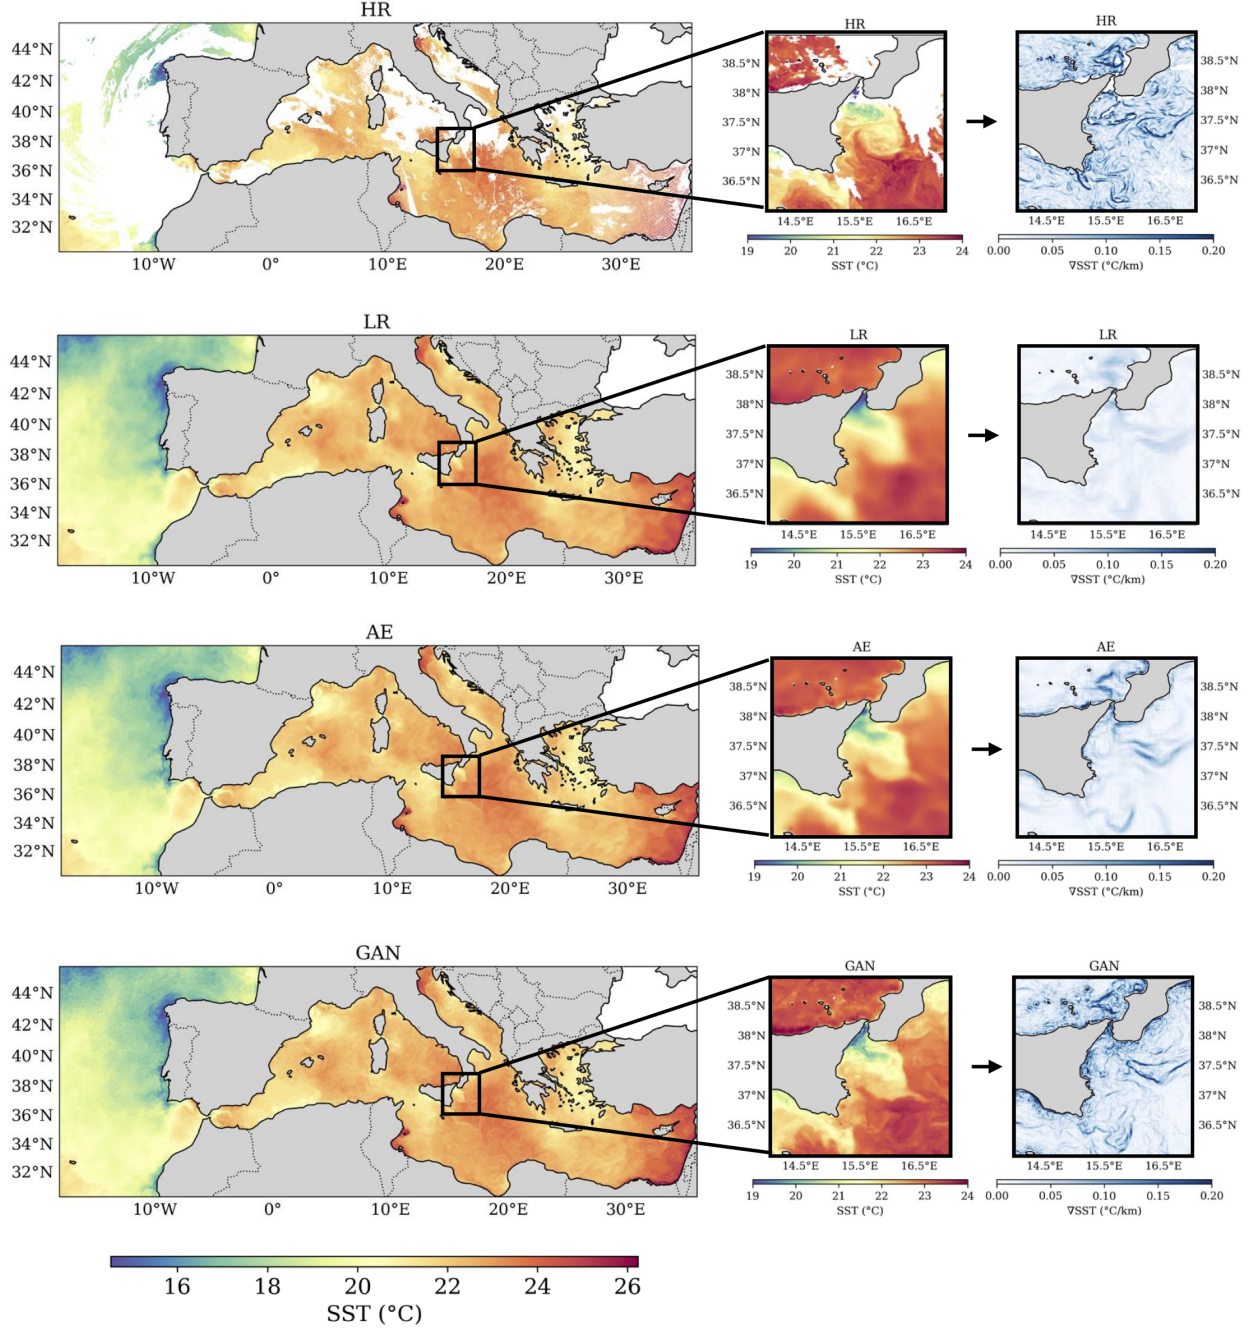 HR
44°N
42°N
40°N
38°N
36°N
34°N
32°N
10°W 0° 10°E 20°E 30°E
HR
38.5°N
38°N
37.5°N
37°N
36.5°N
14.5°E 15.5°E 16.5°E
19 20 21 22 23 24
SST (°C)
HR
38.5°N
38°N
37.5°N
37°N
36.5°N
14.5°E 15.5°E 16.5°E
0.00 0.05 0.10 0.15 0.20
∇SST (°C/km)
LR
44°N
42°N
40°N
38°N
36°N
34°N
32°N
10°W 0° 10°E 20°E 30°E
LR
38.5°N
38°N
37.5°N
37°N
36.5°N
14.5°E 15.5°E 16.5°E
19 20 21 22 23 24
SST (°C)
LR
38.5°N
38°N
37.5°N
37°N
36.5°N
14.5°E 15.5°E 16.5°E
0.00 0.05 0.10 0.15 0.20
∇SST (°C/km)
AE
44°N
42°N
40°N
38°N
36°N
34°N
32°N
10°W 0° 10°E 20°E 30°E
AE
38.5°N
38°N
37.5°N
37°N
36.5°N
14.5°E 15.5°E 16.5°E
19 20 21 22 23 24
SST (°C)
AE
38.5°N
38°N
37.5°N
37°N
36.5°N
14.5°E 15.5°E 16.5°E
0.00 0.05 0.10 0.15 0.20
∇SST (°C/km)
GAN
44°N
42°N
40°N
38°N
36°N
34°N
32°N
10°W 0° 10°E 20°E 30°E
GAN
38.5°N
38°N
37.5°N
37°N
36.5°N
14.5°E 15.5°E 16.5°E
19 20 21 22 23 24
SST (°C)
GAN
38.5°N
38°N
37.5°N
37°N
36.5°N
14.5°E 15.5°E 16.5°E
0.00 0.05 0.10 0.15 0.20
∇SST (°C/km)
16 18 20 22 24 26
SST (°C)